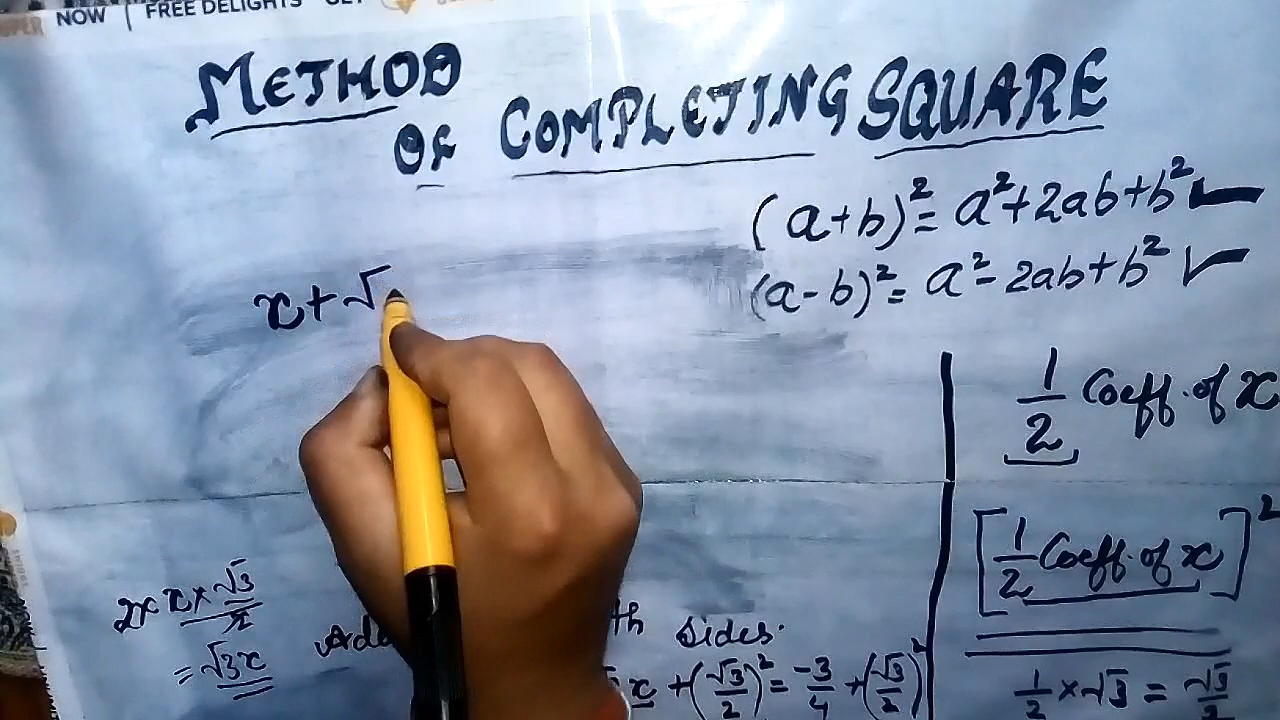 NOW | FREE DELIGHTS
METHOD
OF COMPLETING SQUARE
(a+b)²= a²+2ab+b² ✓
(a-b)²= a²-2ab+b² ✓
x+√
1/2 Coeff. of x
[1/2 Coeff. of x]²
2× x × √3/2
= √3x
Add
th sides.
x +(√3/2)²= -3/4 +(√3/2)²
1/2 ×√3 = √3/2